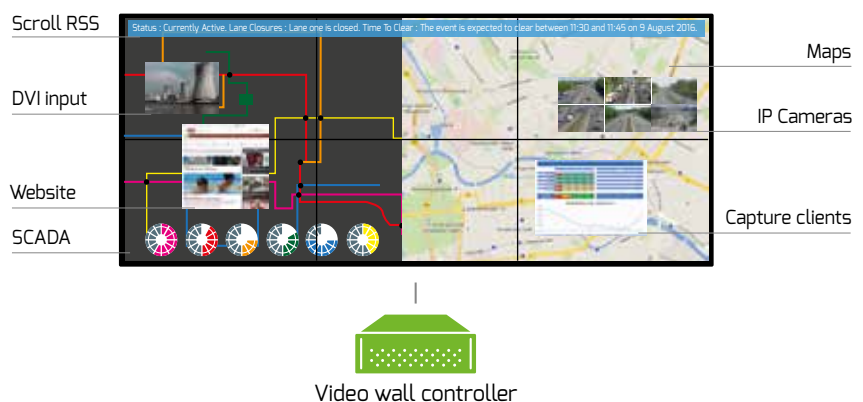 Scroll RSS
Status : Currently Active. Lane Closures ; Lane one is closed. Time To Clear : The event is expected to clear between 11:30 and 11:45 on 9 August 2016.
Maps
DVI input
IP Cameras
Website
Capture clients
SCADA
Video wall controller